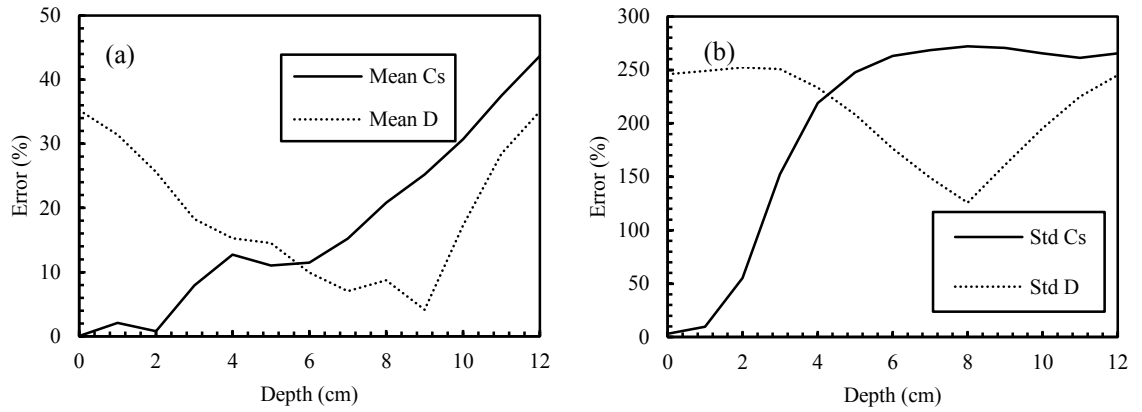 (a)
Mean Cs
Mean D
Error (%)
50
40
30
20
10
0
0 2 4 6 8 10 12
Depth (cm)
(b)
Std Cs
Std D
Error (%)
300
250
200
150
100
50
0
0 2 4 6 8 10 12
Depth (cm)